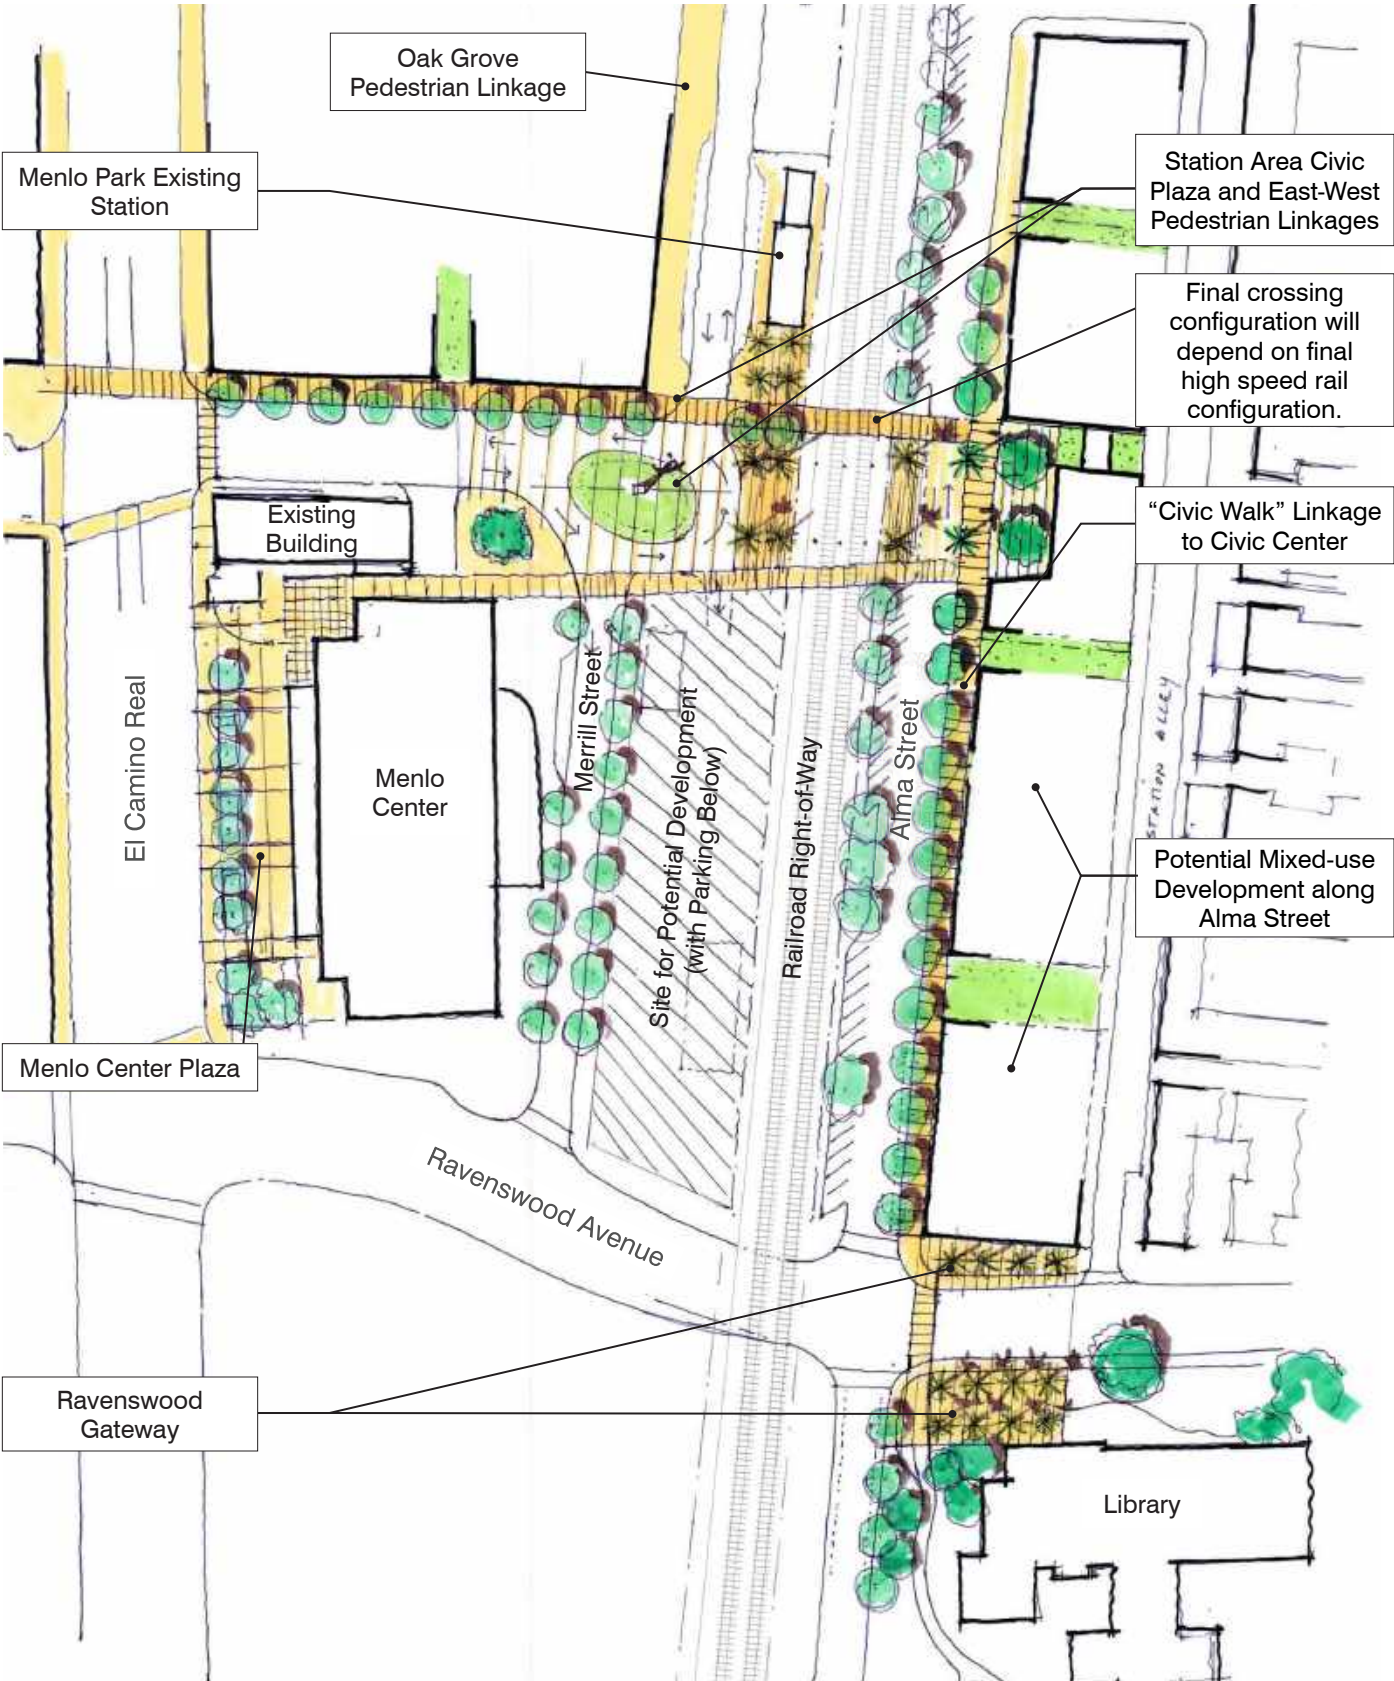 Oak Grove
Pedestrian Linkage
Menlo Park Existing
Station
Station Area Civic
Plaza and East-West
Pedestrian Linkages
Final crossing
configuration will
depend on final
high speed rail
configuration.
Existing
Building
"Civic Walk" Linkage
to Civic Center
El Camino Real
Menlo
Center
Merrill Street
Site for Potential Development
(with Parking Below)
Railroad Right-of-Way
Alma Street
STATION ALLEY
Potential Mixed-use
Development along
Alma Street
Menlo Center Plaza
Ravenswood Avenue
Ravenswood
Gateway
Library